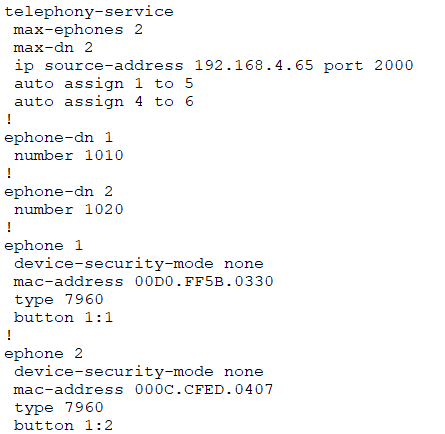 telephony-service
max-ephones 2
max-dn 2
ip source-address 192.168.4.65 port 2000
auto assign 1 to 5
auto assign 4 to 6
!
ephone-dn 1
number 1010
!
ephone-dn 2
number 1020
!
ephone 1
device-security-mode none
mac-address 00D0.FF5B.0330
type 7960
button 1:1
!
ephone 2
device-security-mode none
mac-address 000C.CFED.0407
type 7960
button 1:2